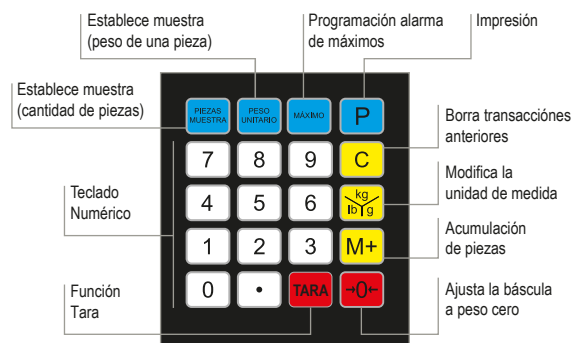 Establece muestra
(peso de una pieza)
Programación alarma
de máximos
Impresión
Establece muestra
(cantidad de piezas)
PIEZAS
MUESTRA
PESO
UNITARIO
MÁXIMO
P
Borra transacciónes
anteriores
7 8 9 C
Modifica la
unidad de medida
Teclado
Numérico
4 5 6 kg lb g
Acumulación
de piezas
1 2 3 M+
Función
Tara
0 • TARA →0←
Ajusta la báscula
a peso cero